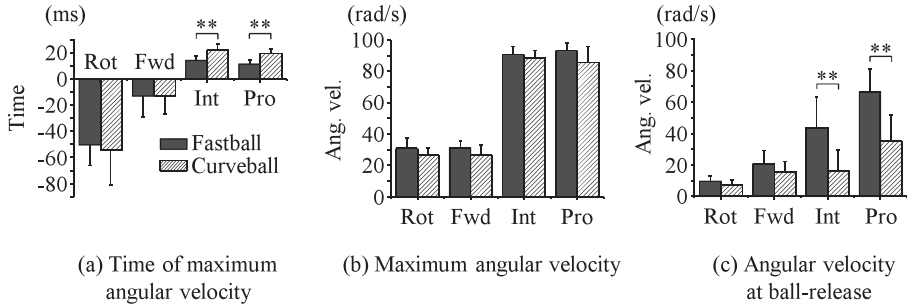 (ms)
**
**
20
0
-20
-40
-60
-80
Time
Rot
Fwd
Int
Pro
Fastball
Curveball
(a) Time of maximum
angular velocity
(rad/s)
100
80
60
40
20
0
Ang. vel.
Rot
Fwd
Int
Pro
(b) Maximum angular velocity
(rad/s)
**
**
100
80
60
40
20
0
Ang. vel.
Rot
Fwd
Int
Pro
(c) Angular velocity
at ball-release